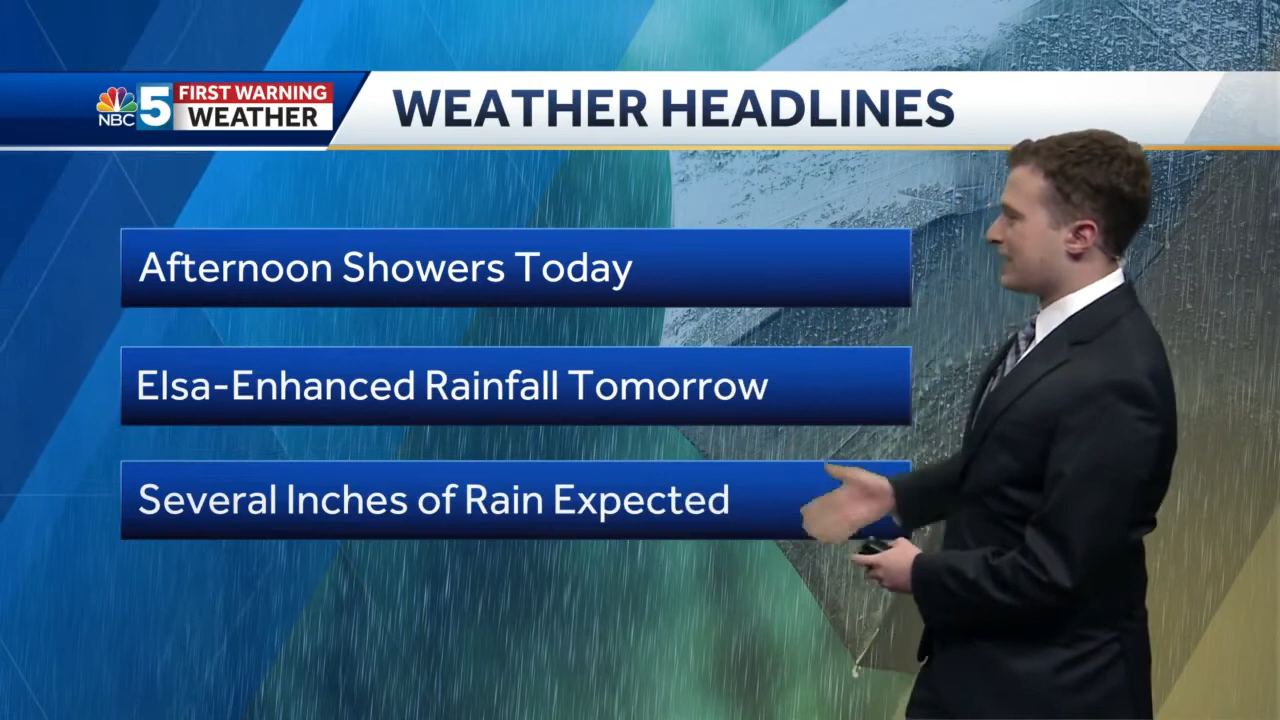 NBC 5 FIRST WARNING
WEATHER
WEATHER HEADLINES
Afternoon Showers Today
Elsa-Enhanced Rainfall Tomorrow
Several Inches of Rain Expected